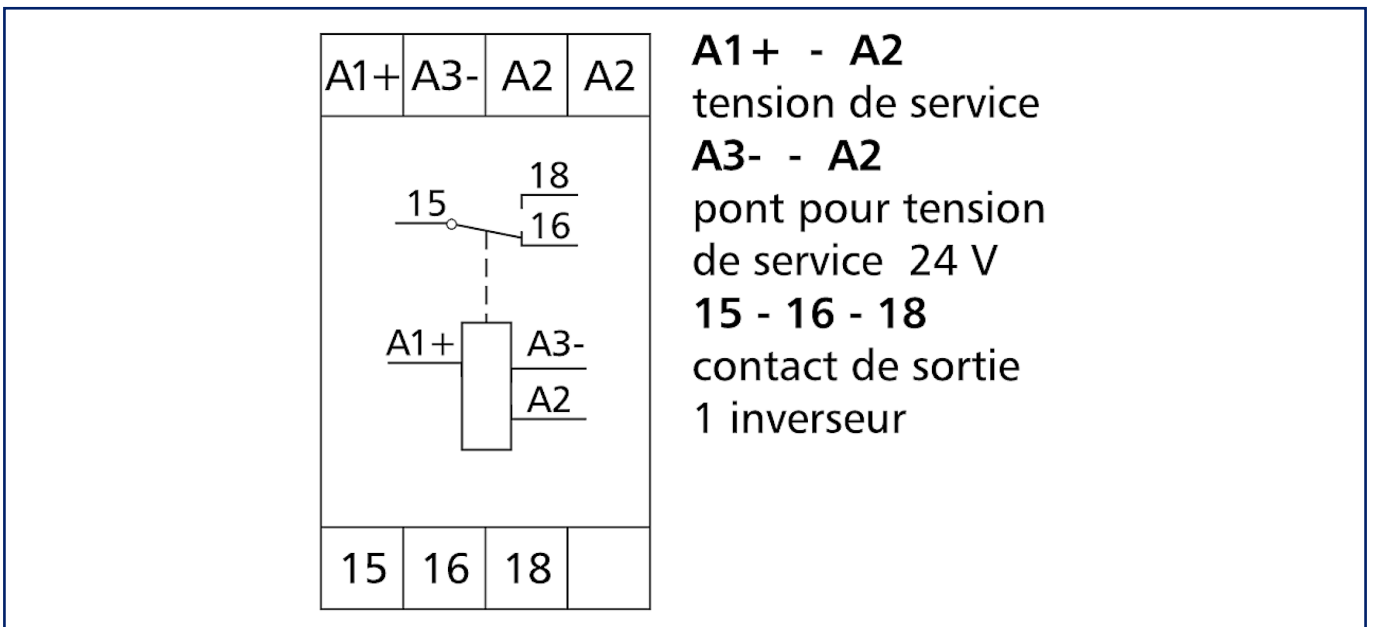 A1+ A3- A2 A2
18
15
16
A1+ A3-
A2
15 16 18
A1+ - A2
tension de service
A3- - A2
pont pour tension
de service 24 V
15 - 16 - 18
contact de sortie
1 inverseur